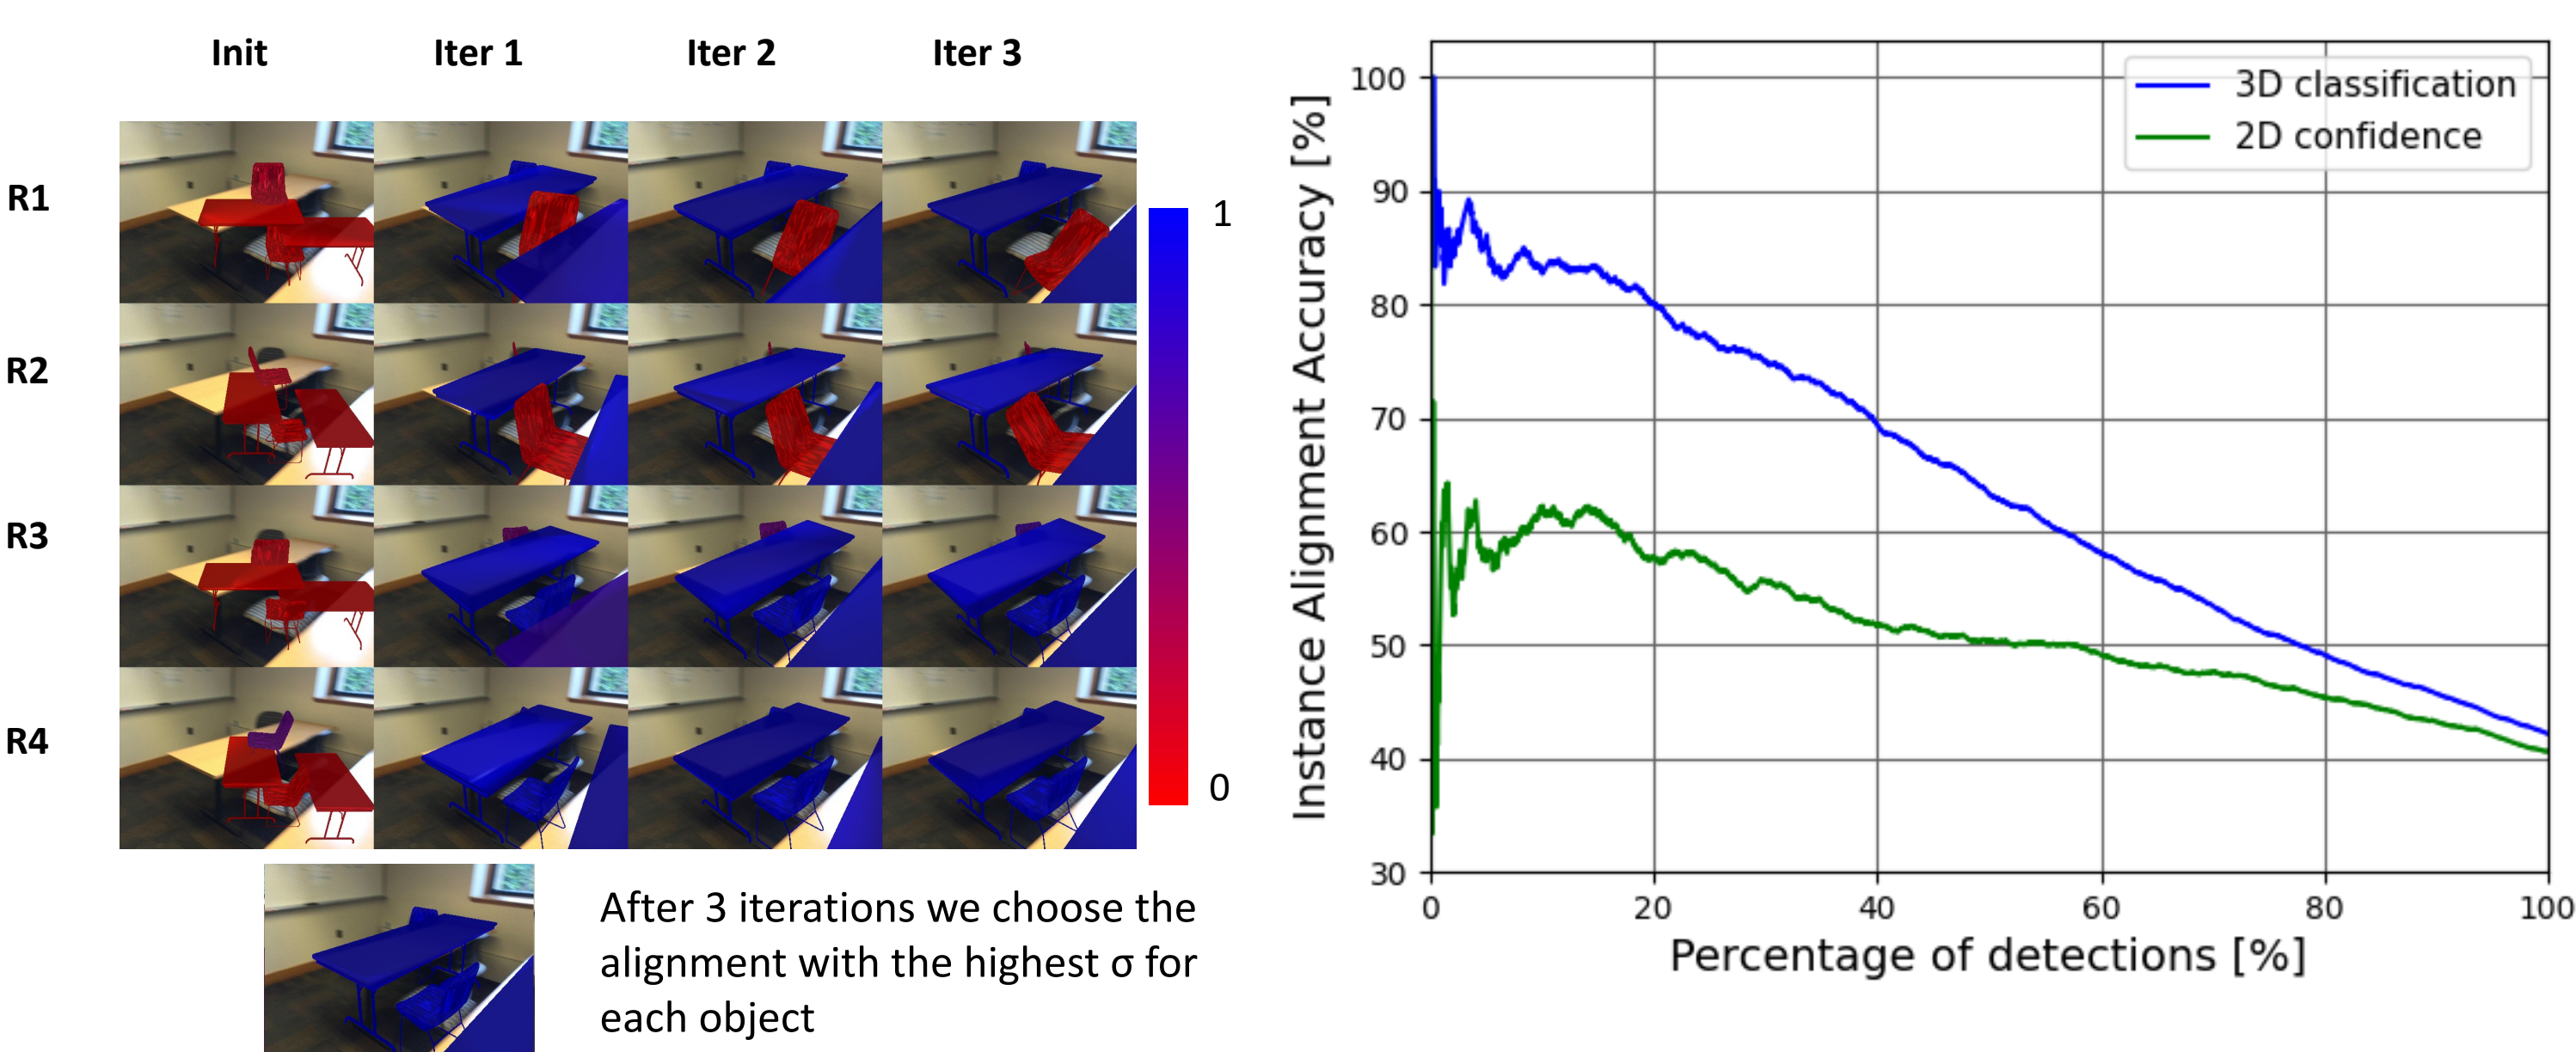 Init Iter 1 Iter 2 Iter 3
R1
R2
R3
R4
1
0
After 3 iterations we choose the
alignment with the highest σ for
each object
Instance Alignment Accuracy [%]
100
90
80
70
60
50
40
30
3D classification
2D confidence
0 20 40 60 80 100
Percentage of detections [%]